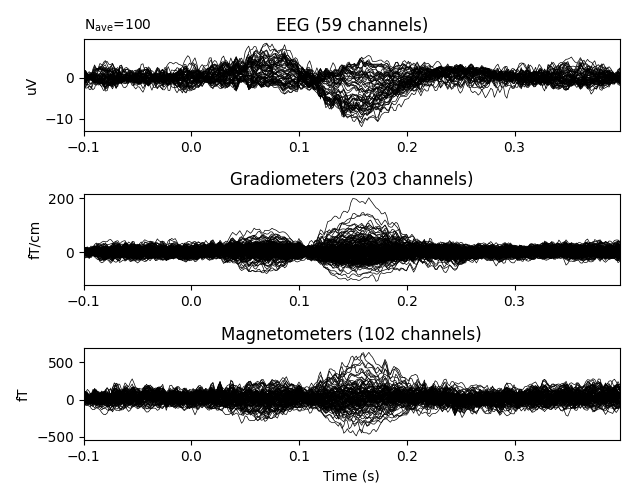 N_ave=100
EEG (59 channels)
uV
0
−10
−0.1 0.0 0.1 0.2 0.3
Gradiometers (203 channels)
fT/cm
200
0
−0.1 0.0 0.1 0.2 0.3
Magnetometers (102 channels)
fT
500
0
−500
−0.1 0.0 0.1 0.2 0.3
Time (s)